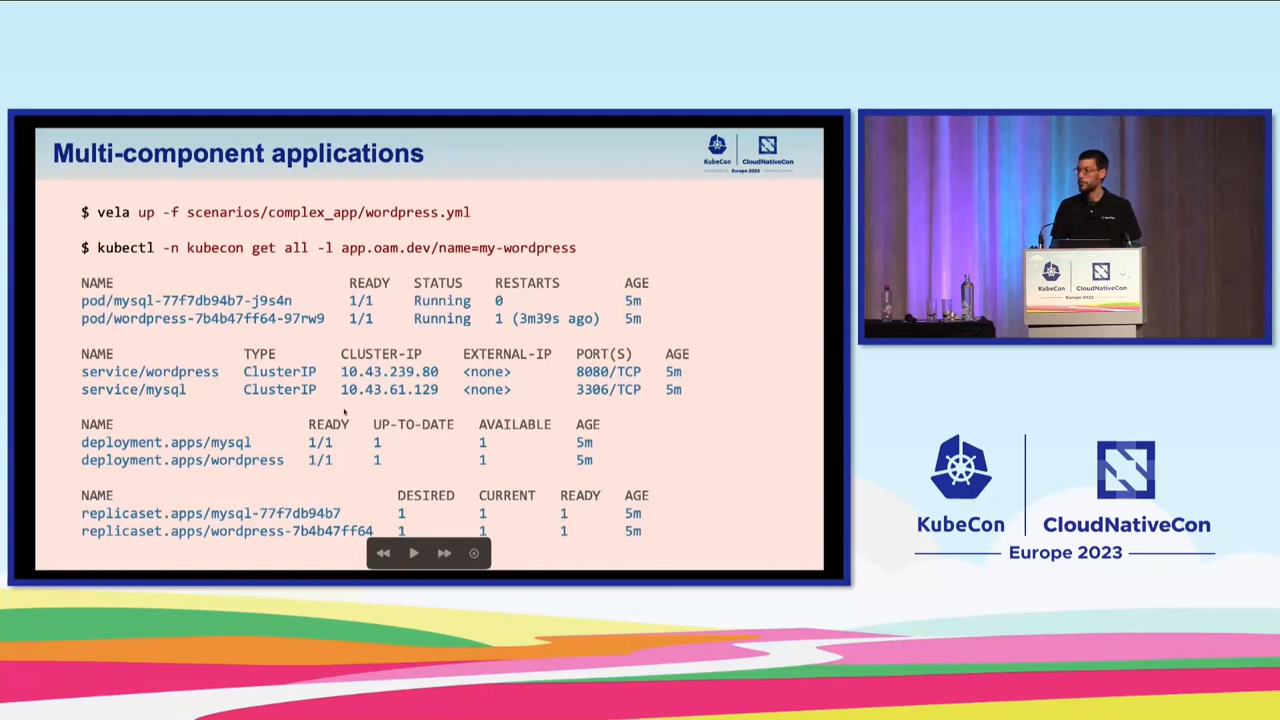 Multi-component applications
KubeCon
CloudNativeCon
Europe 2023
$ vela up -f scenarios/complex_app/wordpress.yml
$ kubectl -n kubecon get all -l app.oam.dev/name=my-wordpress
NAME READY STATUS RESTARTS AGE
pod/mysql-77f7db94b7-j9s4n 1/1 Running 0 5m
pod/wordpress-7b4b47ff64-97rw9 1/1 Running 1 (3m39s ago) 5m
NAME TYPE CLUSTER-IP EXTERNAL-IP PORT(S) AGE
service/wordpress ClusterIP 10.43.239.80 <none> 8080/TCP 5m
service/mysql ClusterIP 10.43.61.129 <none> 3306/TCP 5m
NAME READY UP-TO-DATE AVAILABLE AGE
deployment.apps/mysql 1/1 1 1 5m
deployment.apps/wordpress 1/1 1 1 5m
NAME DESIRED CURRENT READY AGE
replicaset.apps/mysql-77f7db94b7 1 1 1 5m
replicaset.apps/wordpress-7b4b47ff64 1 1 1 5m
KubeCon
CloudNativeCon
Europe 2023
KubeCon
CloudNativeCon
Europe 2023